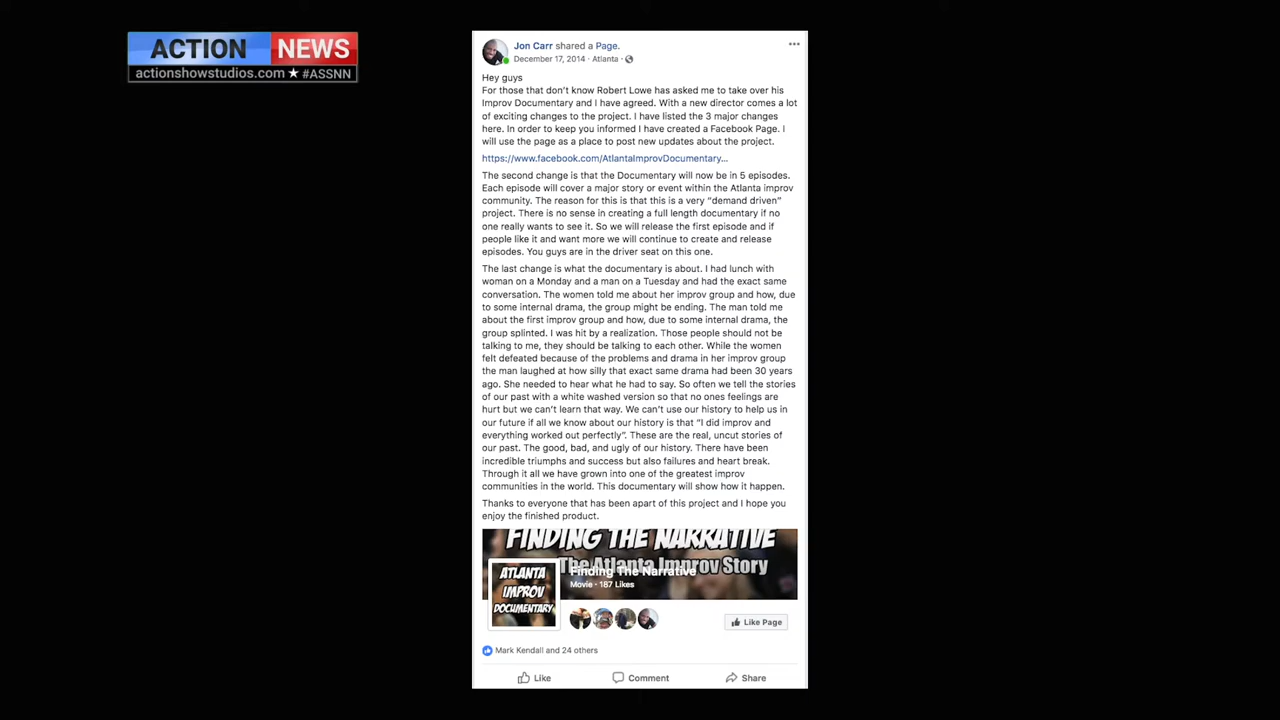 ACTION NEWS
actionshowstudios.com ★ #ASSNN
Jon Carr shared a Page.
December 17, 2014 · Atlanta ·
Hey guys
For those that don't know Robert Lowe has asked me to take over his
Improv Documentary and I have agreed. With a new director comes a lot
of exciting changes to the project. I have listed the 3 major changes
here. In order to keep you informed I have created a Facebook Page. I
will use the page as a place to post new updates about the project.
https://www.facebook.com/AtlantaImprovDocumentary...
The second change is that the Documentary will now be in 5 episodes.
Each episode will cover a major story or event within the Atlanta improv
community. The reason for this is that this is a very "demand driven"
project. There is no sense in creating a full length documentary if no
one really wants to see it. So we will release the first episode and if
people like it and want more we will continue to create and release
episodes. You guys are in the driver seat on this one.
The last change is what the documentary is about. I had lunch with
woman on a Monday and a man on a Tuesday and had the exact same
conversation. The women told me about her improv group and how, due
to some internal drama, the group might be ending. The man told me
about the first improv group and how, due to some internal drama, the
group splinted. I was hit by a realization. Those people should not be
talking to me, they should be talking to each other. While the women
felt defeated because of the problems and drama in her improv group
the man laughed at how silly that exact same drama had been 30 years
ago. She needed to hear what he had to say. So often we tell the stories
of our past with a white washed version so that no ones feelings are
hurt but we can't learn that way. We can't use our history to help us in
our future if all we know about our history is that "I did improv and
everything worked out perfectly". These are the real, uncut stories of
our past. The good, bad, and ugly of our history. There have been
incredible triumphs and success but also failures and heart break.
Through it all we have grown into one of the greatest improv
communities in the world. This documentary will show how it happen.
Thanks to everyone that has been apart of this project and I hope you
enjoy the finished product.
FINDING THE NARRATIVE
The Atlanta Improv Story
Finding The Narrative
Movie · 187 Likes
ATLANTA
IMPROV
DOCUMENTARY
Like Page
Mark Kendall and 24 others
Like Comment Share